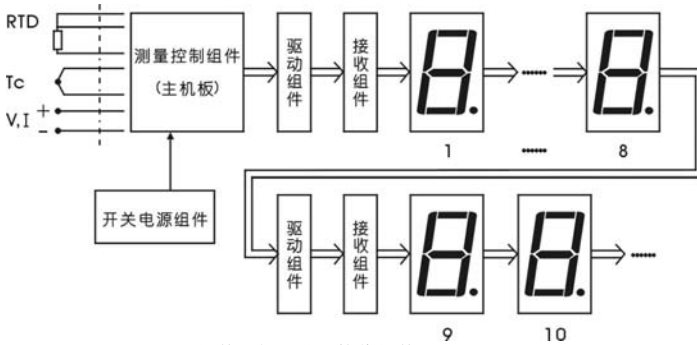 RTD
Tc
V,I
+
−
测量控制组件
(主机板)
驱动组件
接收组件
1
......
8
开关电源组件
驱动组件
接收组件
9
10
......